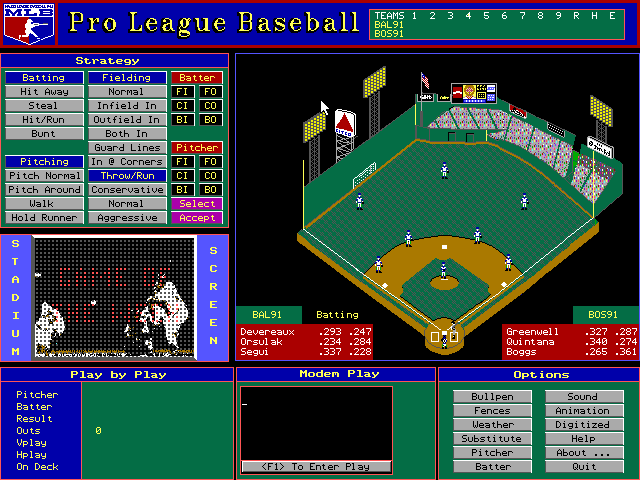 MLB
Pro League Baseball
TEAMS 1 2 3 4 5 6 7 8 9 R H E
BAL91
BOS91
Strategy
Batting Fielding Batter
Hit Away Normal FI FO
Steal Infield In CI CO
Hit/Run Outfield In BI BO
Bunt Both In
Guard Lines Pitcher
Pitching In @ Corners FI FO
Pitch Normal Throw/Run CI CO
Pitch Around Conservative BI BO
Walk Normal Select
Hold Runner Aggressive Accept
STADIUM
SCREEN
BAL91 Batting BOS91
Devereaux .293 .247 Greenwell .327 .287
Orsulak .234 .284 Quintana .340 .274
Segui .337 .228 Boggs .265 .361
Play by Play
Pitcher
Batter
Result
Outs 0
Vplay
Hplay
On Deck
Modem Play
<F1> To Enter Play
Options
Bullpen Sound
Fences Animation
Weather Digitized
Substitute Help
Pitcher About ...
Batter Quit